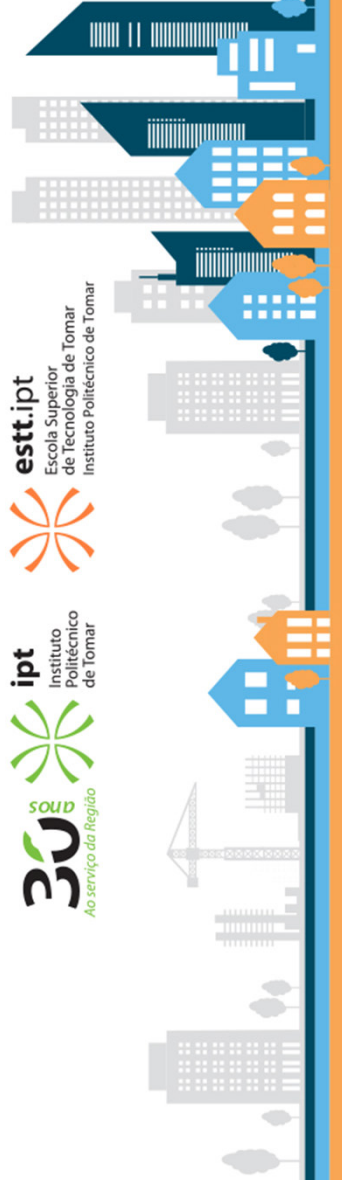 30
anos
Ao serviço da Região
ipt
Instituto
Politécnico
de Tomar
estt.ipt
Escola Superior
de Tecnologia de Tomar
Instituto Politécnico de Tomar